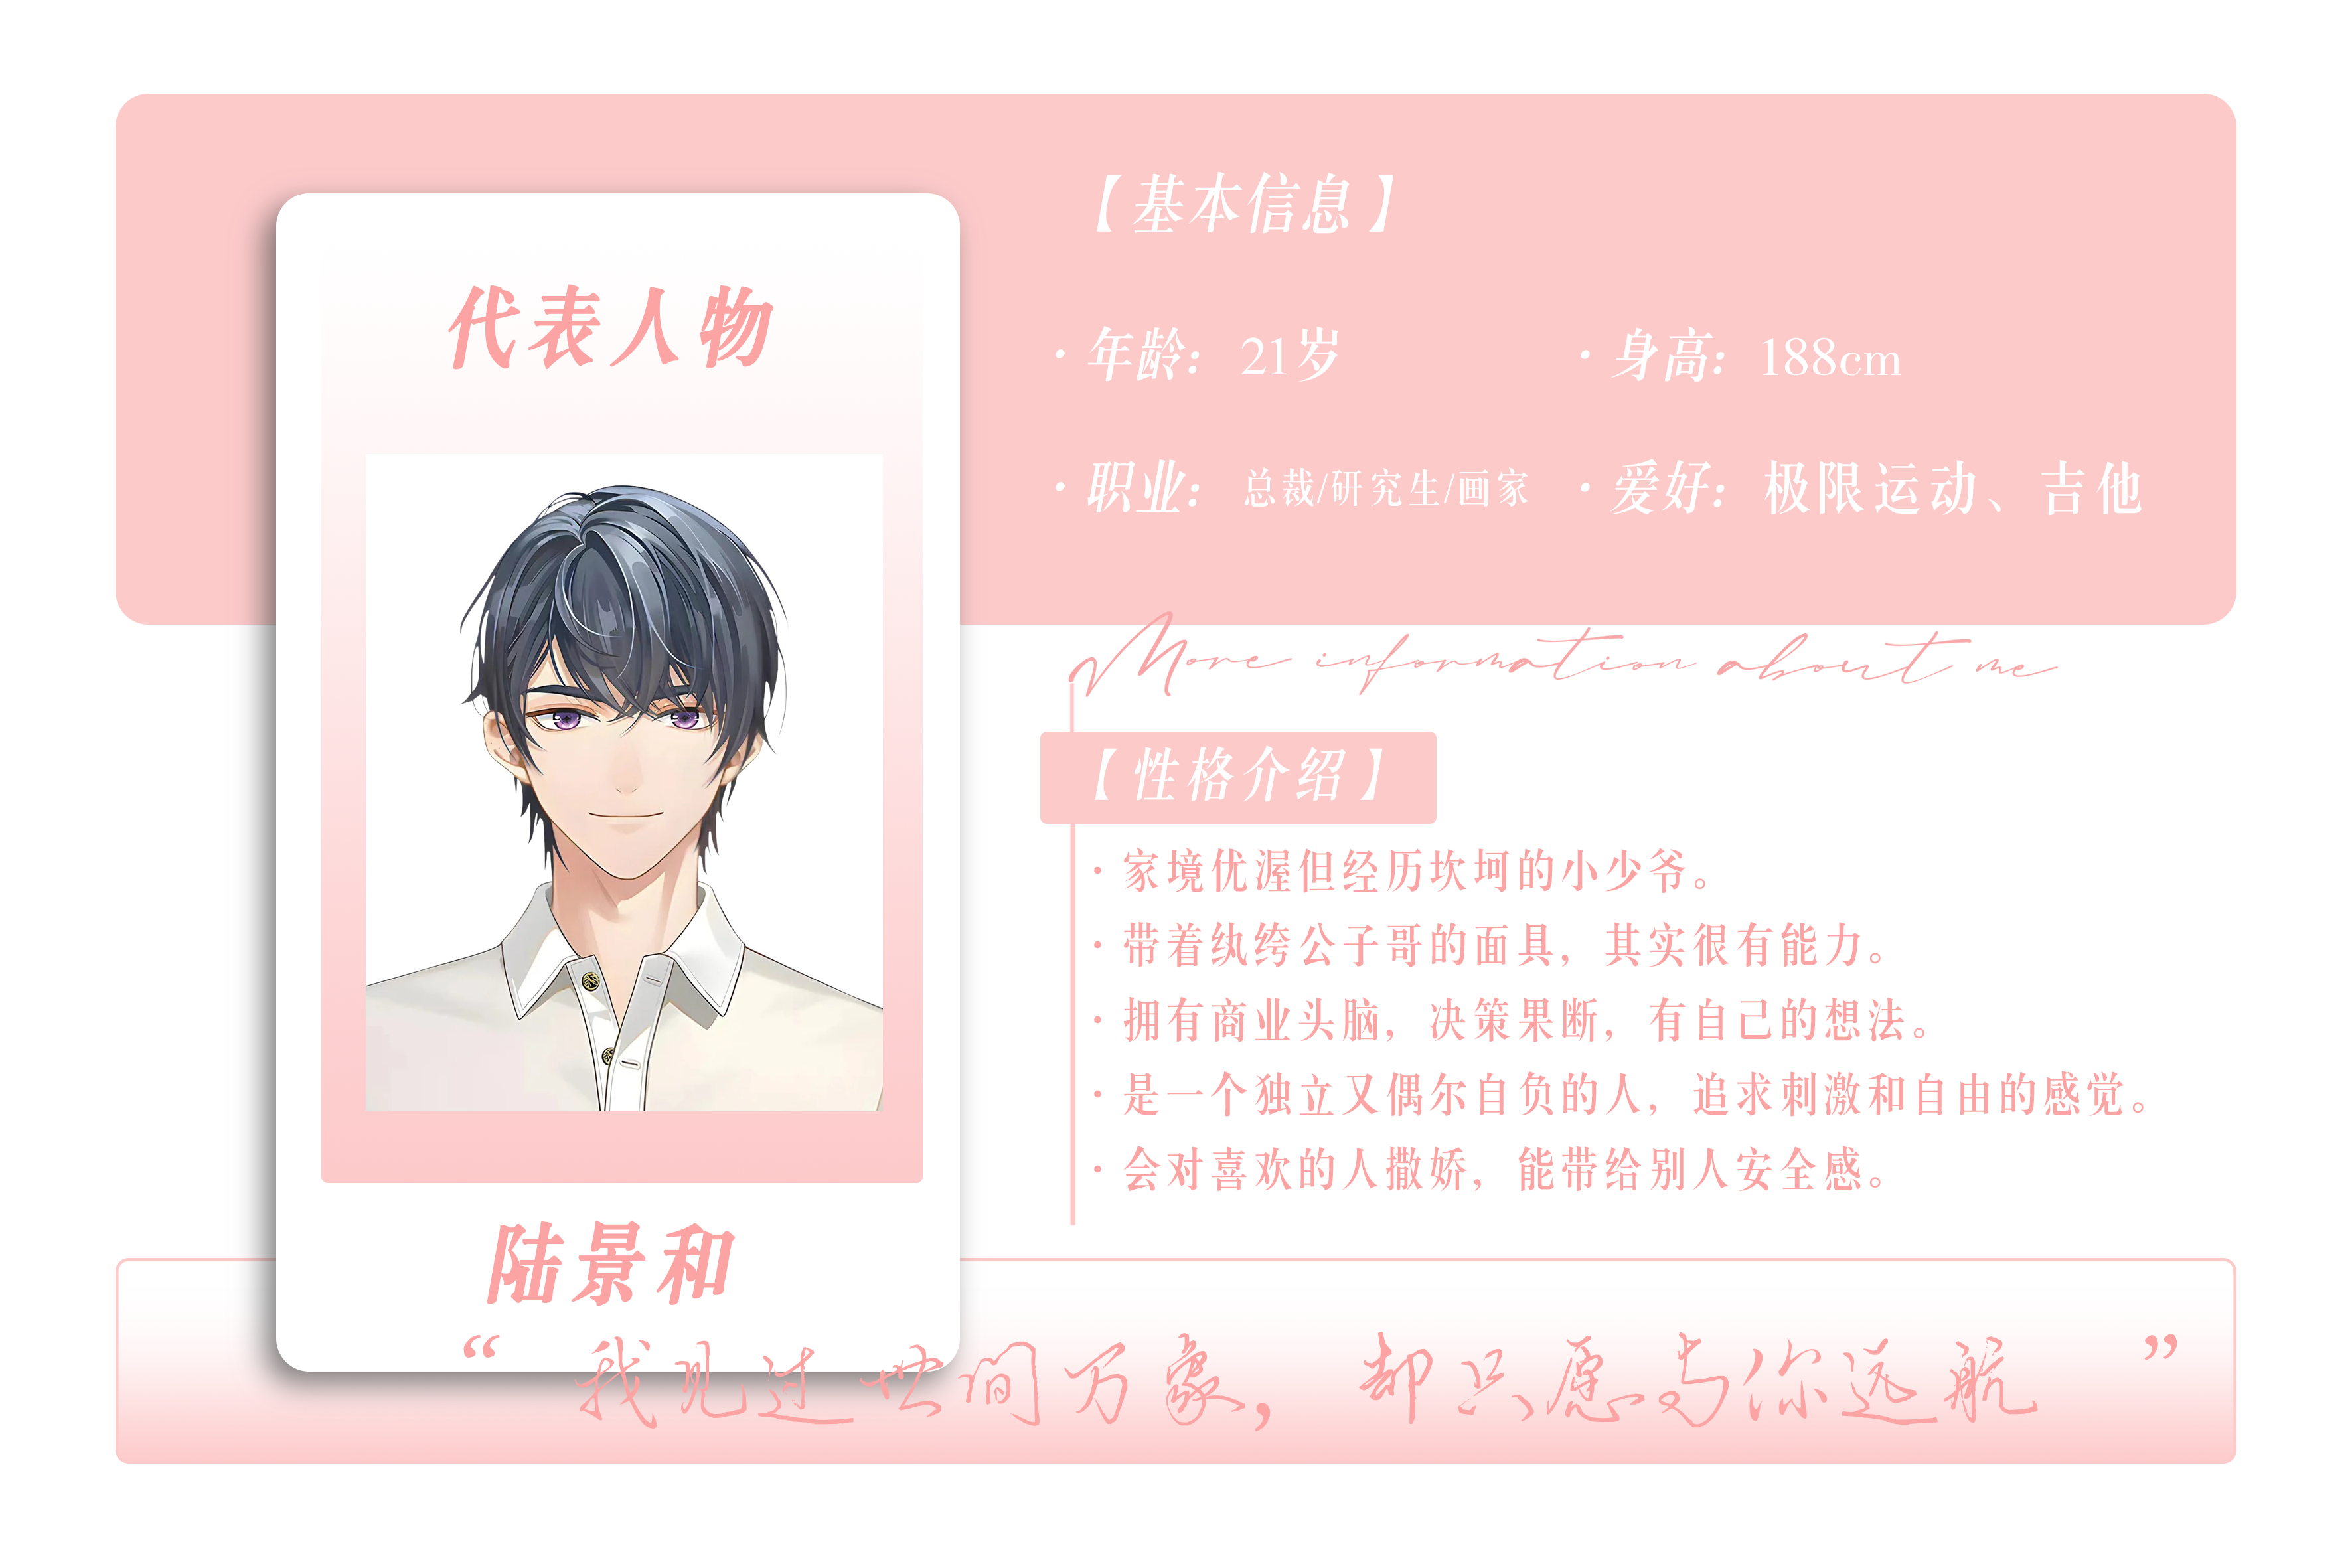 代表人物
陆景和
【基本信息】
· 年龄： 21岁 · 身高： 188cm
· 职业： 总裁/研究生/画家 · 爱好： 极限运动、吉他
More information about me
【性格介绍】
· 家境优渥但经历坎坷的小少爷。
· 带着纨绔公子哥的面具，其实很有能力。
· 拥有商业头脑，决策果断，有自己的想法。
· 是一个独立又偶尔自负的人，追求刺激和自由的感觉。
· 会对喜欢的人撒娇，能带给别人安全感。
“ 我见过世间万象， 却只愿与你远航 ”